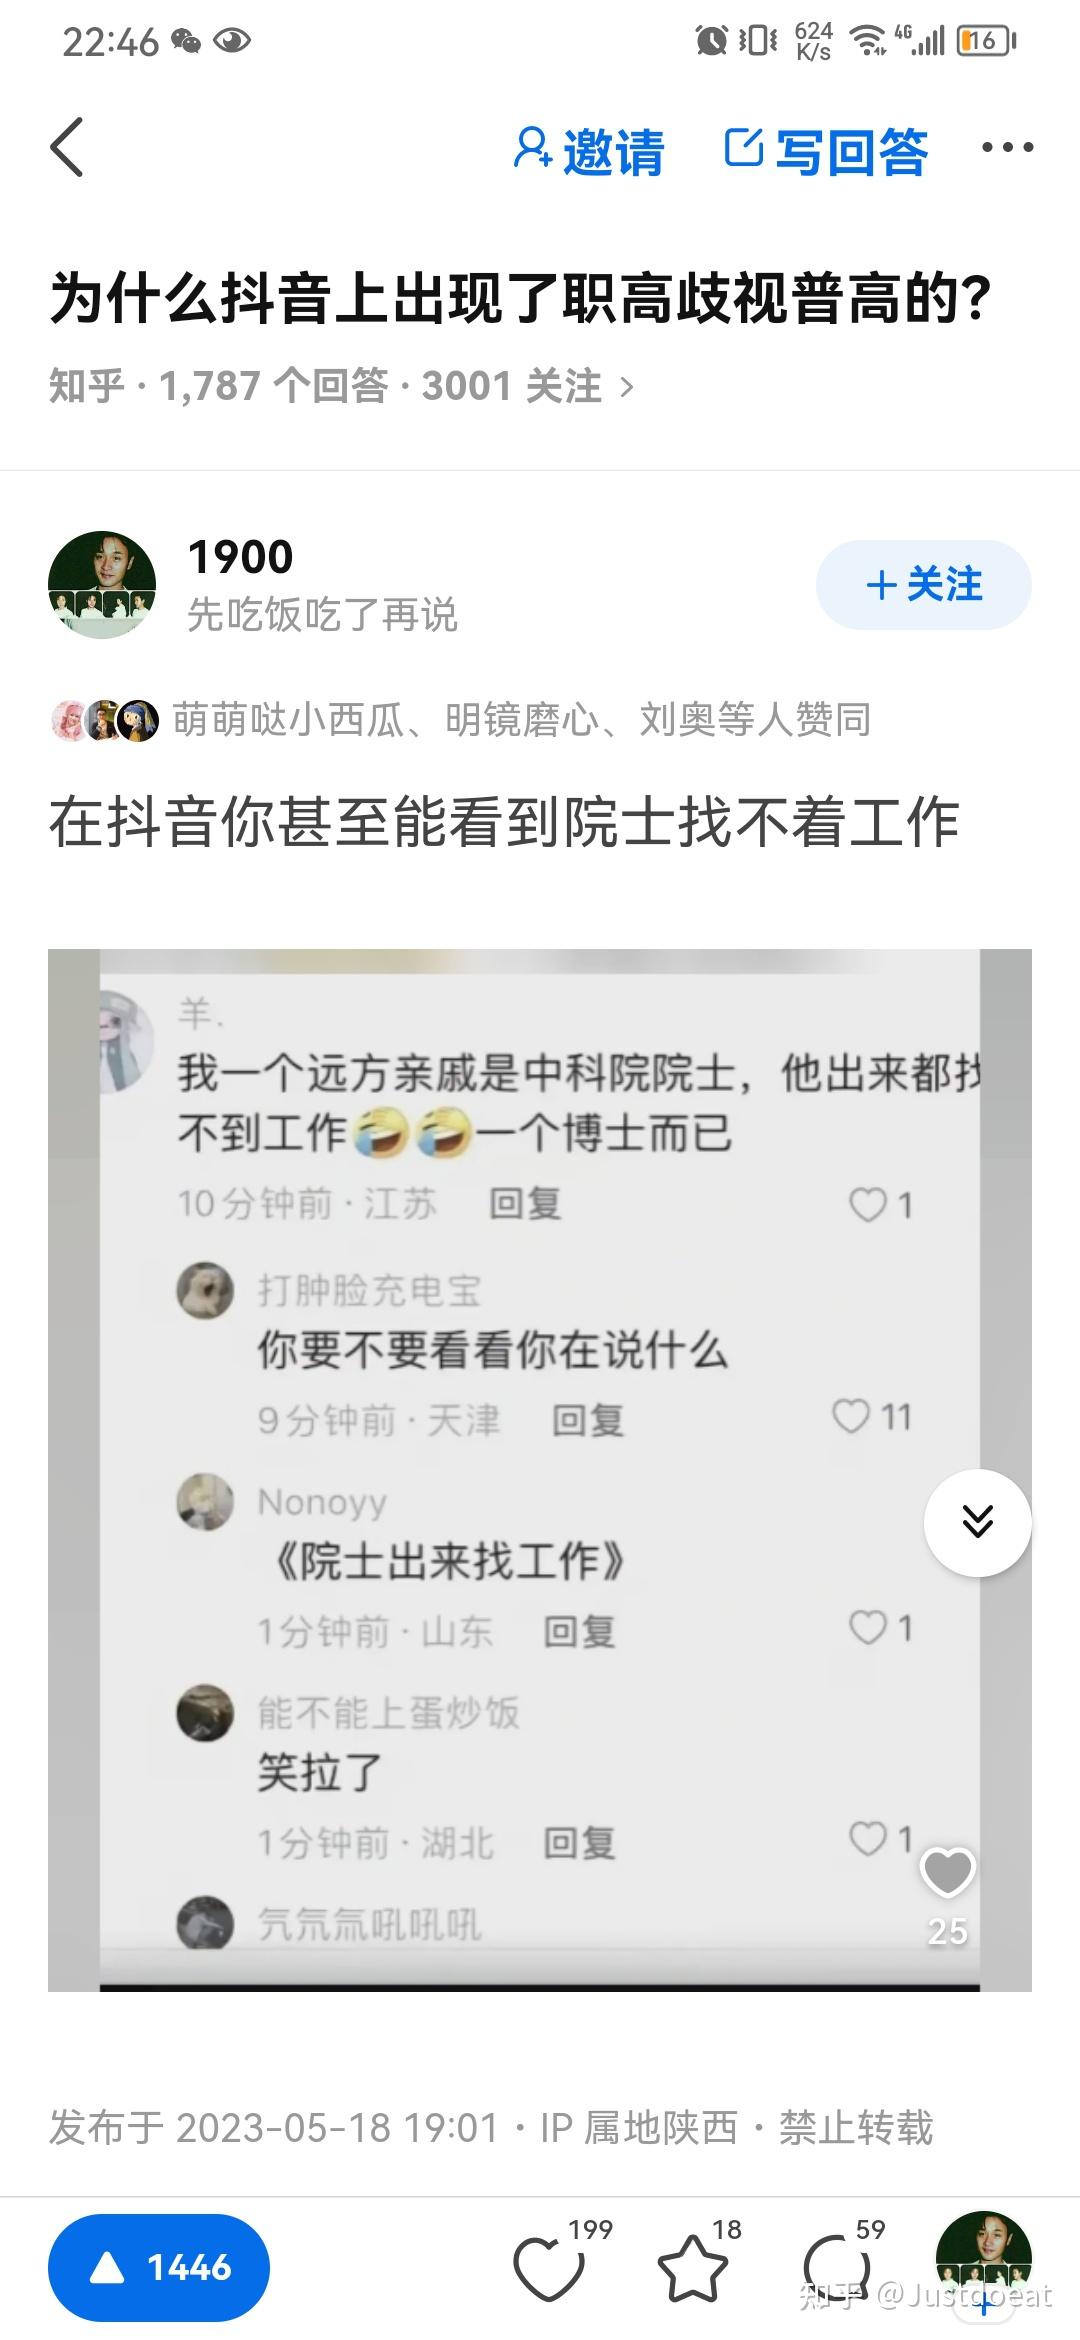 22:46
624
K/s
4G
16
邀请
写回答
为什么抖音上出现了职高歧视普高的?
知乎 · 1,787 个回答 · 3001 关注 >
1900
先吃饭吃了再说
+ 关注
萌萌哒小西瓜、明镜磨心、刘奥等人赞同
在抖音你甚至能看到院士找不着工作
羊.
我一个远方亲戚是中科院院士，他出来都找
不到工作🤣🤣一个博士而已
10分钟前 · 江苏 回复
1
打肿脸充电宝
你要不要看看你在说什么
9分钟前 · 天津 回复
11
Nonoyy
《院士出来找工作》
1分钟前 · 山东 回复
1
能不能上蛋炒饭
笑拉了
1分钟前 · 湖北 回复
1
25
发布于 2023-05-18 19:01 · IP 属地陕西 · 禁止转载
1446
199
18
59
知乎 @Justdoeat